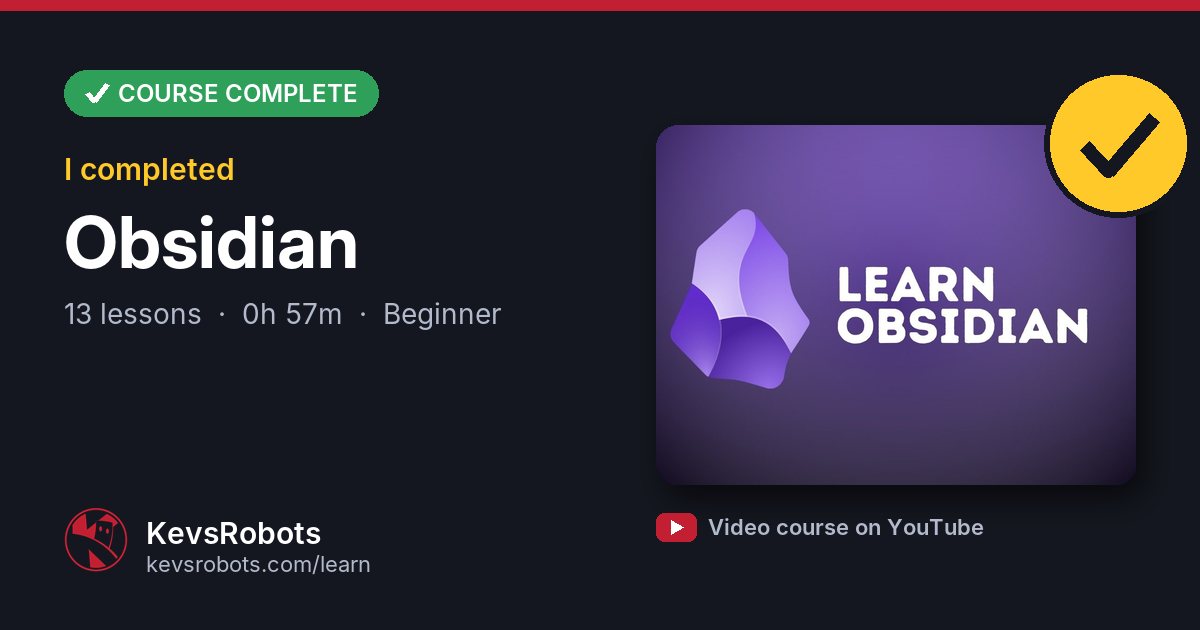 COURSE COMPLETE
I completed
Obsidian
13 lessons · 0h 57m · Beginner
LEARN
OBSIDIAN
Video course on YouTube
KevsRobots
kevsrobots.com/learn